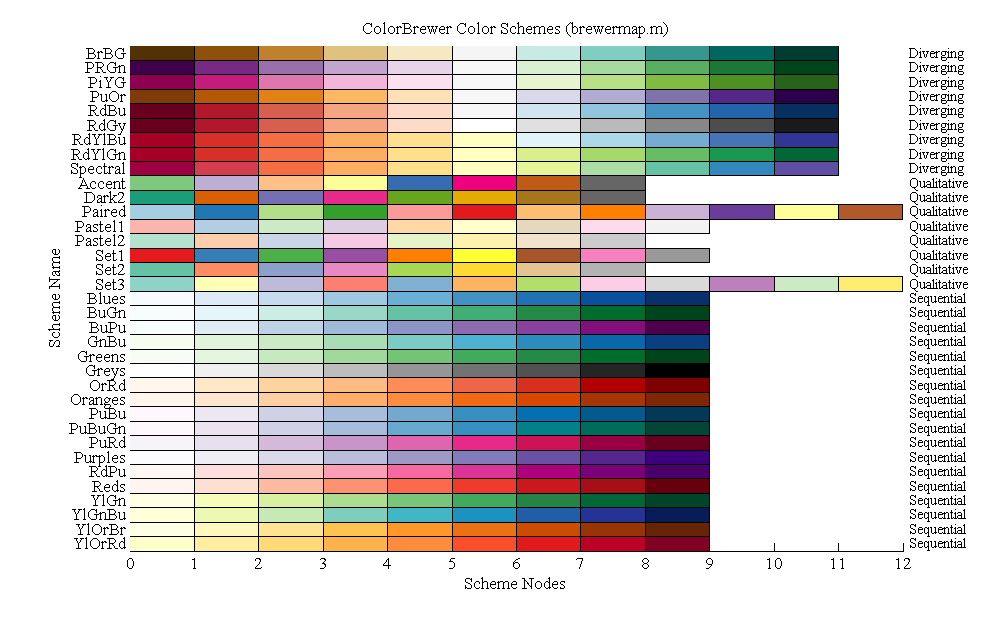 ColorBrewer Color Schemes (brewermap.m)
BrBG Diverging
PRGn Diverging
PiYG Diverging
PuOr Diverging
RdBu Diverging
RdGy Diverging
RdYlBu Diverging
RdYlGn Diverging
Spectral Diverging
Accent Qualitative
Dark2 Qualitative
Paired Qualitative
Pastel1 Qualitative
Pastel2 Qualitative
Set1 Qualitative
Set2 Qualitative
Set3 Qualitative
Blues Sequential
BuGn Sequential
BuPu Sequential
GnBu Sequential
Greens Sequential
Greys Sequential
OrRd Sequential
Oranges Sequential
PuBu Sequential
PuBuGn Sequential
PuRd Sequential
Purples Sequential
RdPu Sequential
Reds Sequential
YlGn Sequential
YlGnBu Sequential
YlOrBr Sequential
YlOrRd Sequential
Scheme Name
0 1 2 3 4 5 6 7 8 9 10 11 12
Scheme Nodes